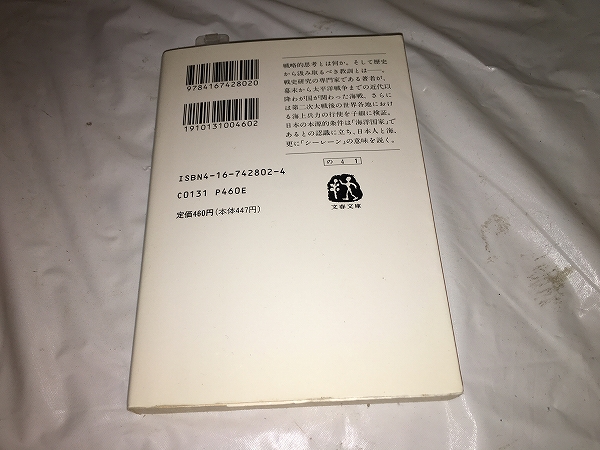 9784167428020
1910131004602
戦略的思考とは何か。そして歴史
から汲み取るべき教訓とは――。
戦史研究の専門家である著者が、
幕末から太平洋戦争までの近代以
降わが国が関わった海戦、さらに
は第二次大戦後の世界各地におけ
る海上兵力の行使を子細に検証。
日本の本源的条件は「海洋国家」で
あるとの認識に立ち、日本人と海、
更に「シーレーン」の意味を説く。
の 4 1
文春文庫
ISBN4-16-742802-4
C0131 P460E
定価460円(本体447円)